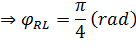 ⇒ φ_RL = π/4 (rad)